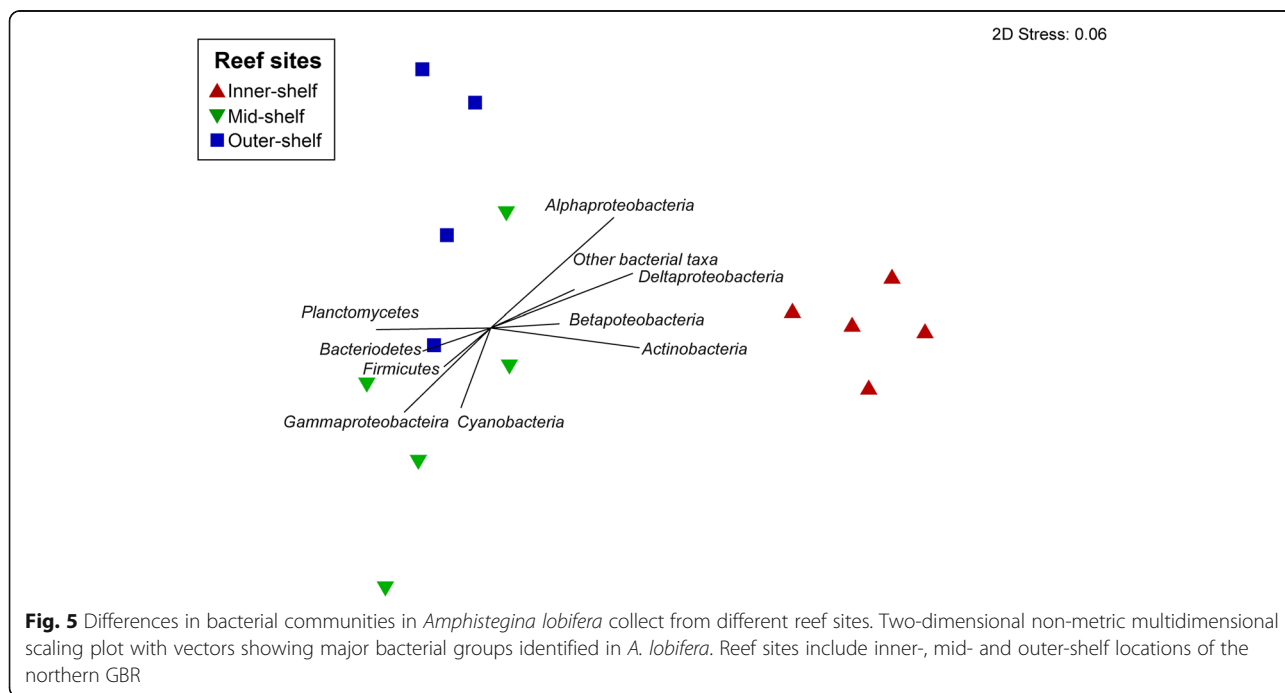 2D Stress: 0.06
Reef sites
Inner-shelf
Mid-shelf
Outer-shelf
Alphaproteobacteria
Other bacterial taxa
Deltaproteobacteria
Planctomycetes
Betapoteobacteria
Bacteriodetes
Actinobacteria
Firmicutes
Gammaproteobacteira
Cyanobacteria
Fig. 5 Differences in bacterial communities in Amphistegina lobifera collect from different reef sites. Two-dimensional non-metric multidimensional
scaling plot with vectors showing major bacterial groups identified in A. lobifera. Reef sites include inner-, mid- and outer-shelf locations of the
northern GBR